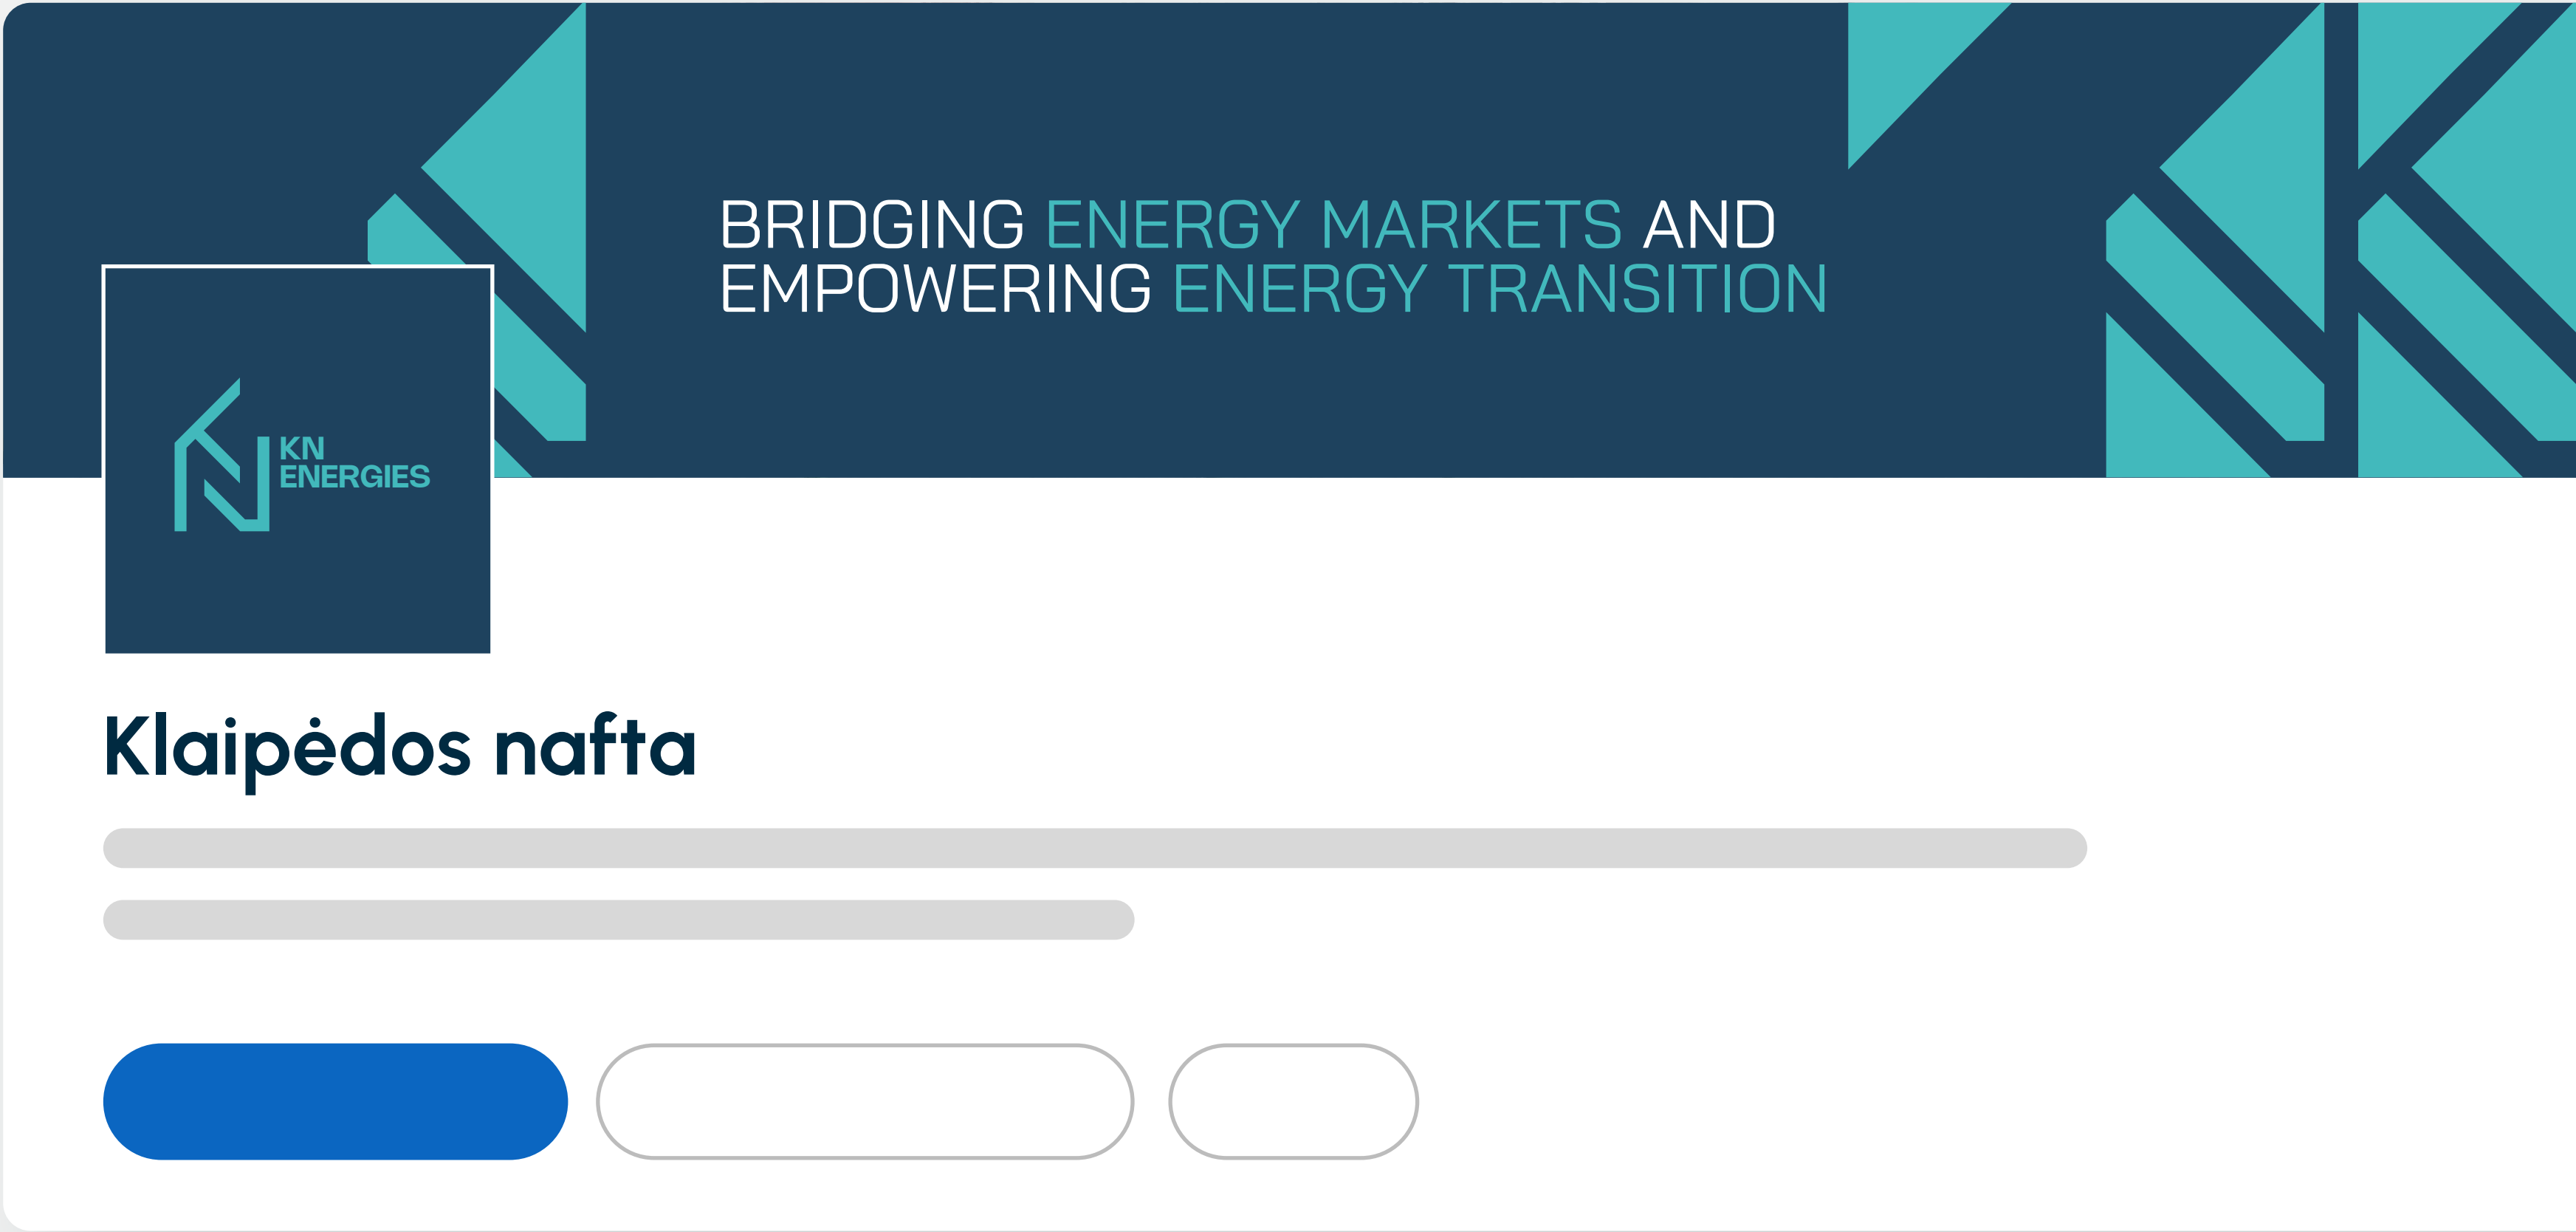 BRIDGING ENERGY MARKETS AND
EMPOWERING ENERGY TRANSITION
KN
ENERGIES
Klaipėdos nafta